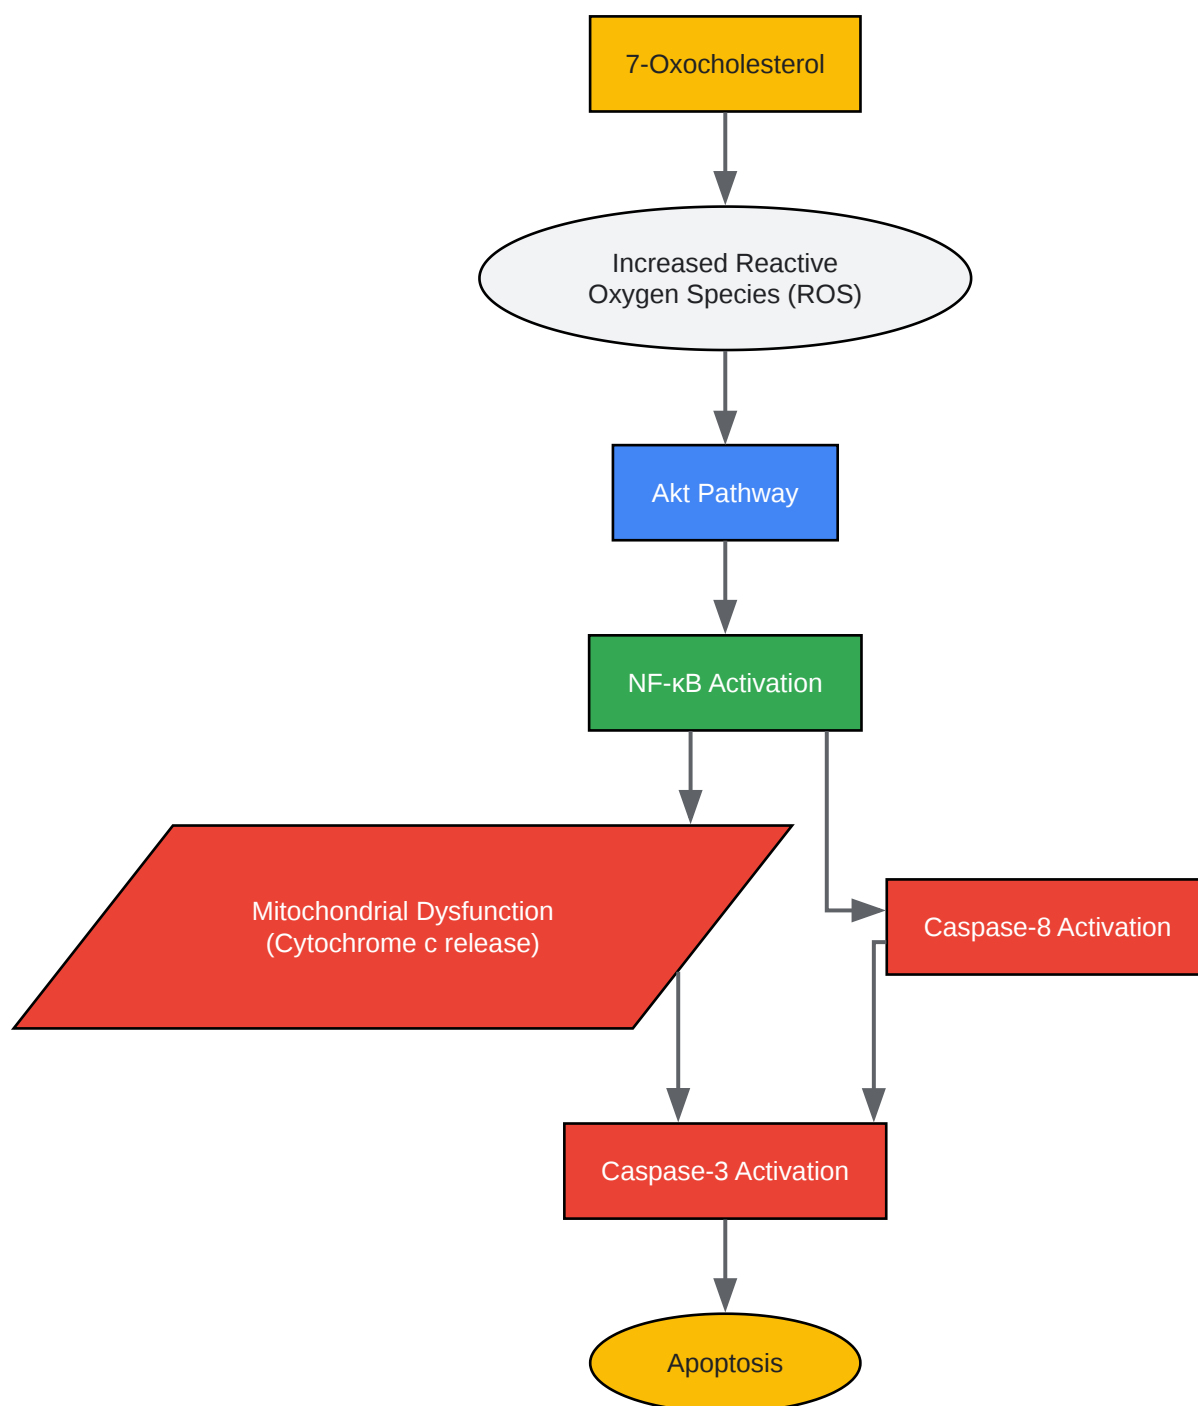 7-Oxocholesterol
Increased Reactive
Oxygen Species (ROS)
Akt Pathway
NF-κB Activation
Mitochondrial Dysfunction
(Cytochrome c release)
Caspase-8 Activation
Caspase-3 Activation
Apoptosis